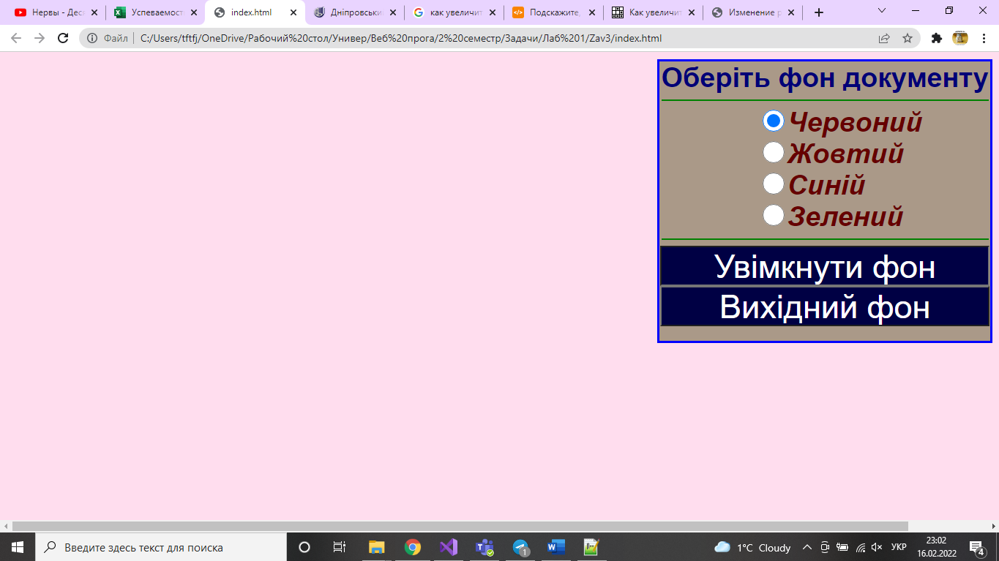 Нервы - Десл
Успеваемост
index.html
Дніпровськи
как увеличит
Подскажите,
Как увеличит
Изменение р
Файл | C:/Users/tftfj/OneDrive/Рабочий%20стол/Универ/Веб%20прога/2%20семестр/Задачи/Лаб%201/Zav3/index.html
Оберіть фон документу
Червоний
Жовтий
Синій
Зелений
Увімкнути фон
Вихідний фон
Введите здесь текст для поиска
1
1°C Cloudy
УКР
23:02
16.02.2022
4